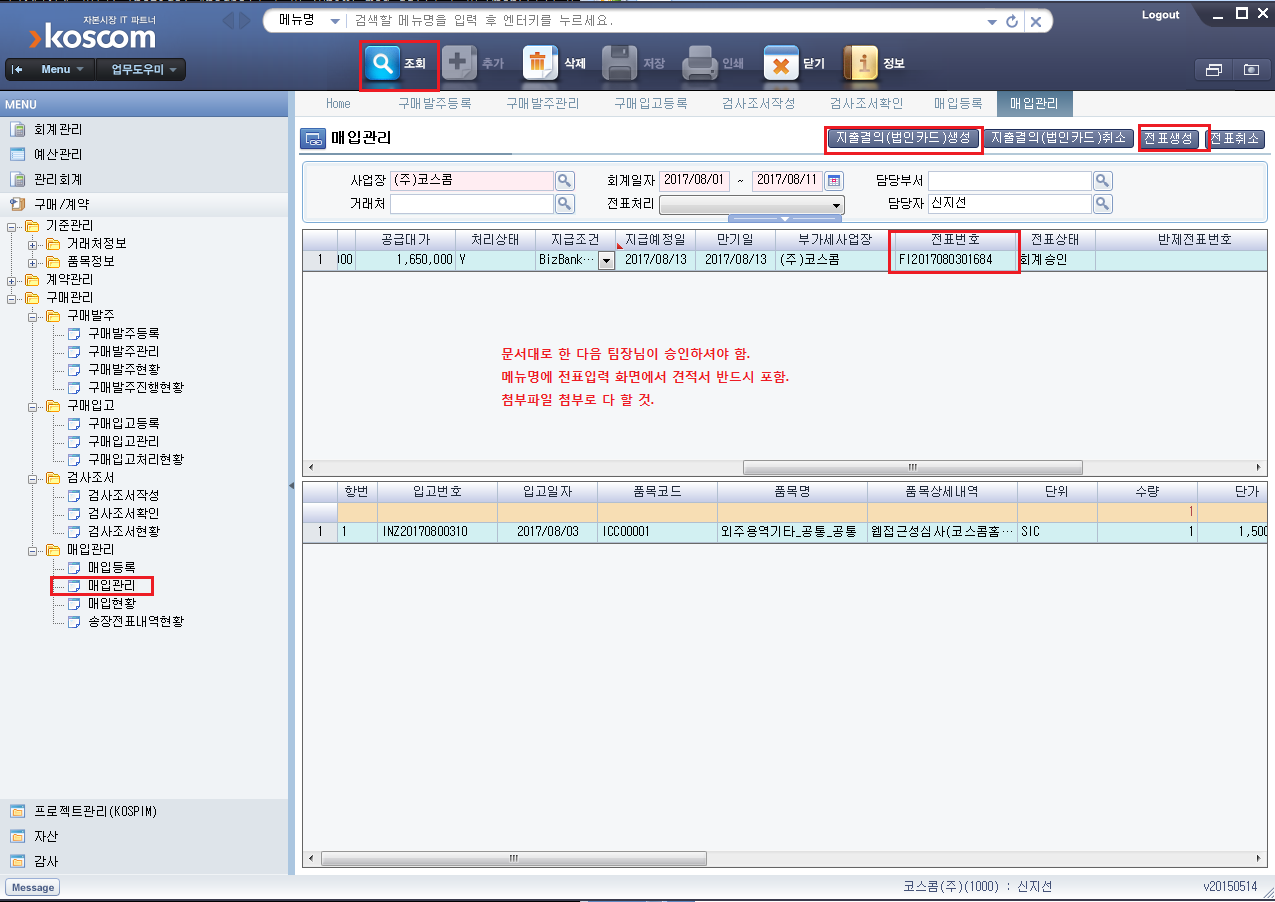 자본시장 IT 파트너
koscom
메뉴명 검색할 메뉴명을 입력 후 엔터키를 누르세요.
Logout
Menu 업무도우미
조회 추가 삭제 저장 인쇄 닫기 정보
MENU
회계관리
예산관리
관리회계
구매/계약
기준관리
거래처정보
품목정보
계약관리
구매관리
구매발주
구매발주등록
구매발주관리
구매발주현황
구매발주진행현황
구매입고
구매입고등록
구매입고관리
구매입고처리현황
검사조서
검사조서작성
검사조서확인
검사조서현황
매입관리
매입등록
매입관리
매입현황
송장전표내역현황
프로젝트관리(KOSPIM)
자산
감사
Home 구매발주등록 구매발주관리 구매입고등록 검사조서작성 검사조서확인 매입등록 매입관리
매입관리
지출결의(법인카드)생성 지출결의(법인카드)취소 전표생성 전표취소
사업장 (주)코스콤 회계일자 2017/08/01 ~ 2017/08/11 담당부서
거래처 전표처리 담당자 신지선
공급대가 처리상태 지급조건 지급예정일 만기일 부가세사업장 전표번호 전표상태 반제전표번호
1 00 1,650,000 Y BizBank… 2017/08/13 2017/08/13 (주)코스콤 FI2017080301684 회계승인
문서대로 한 다음 팀장님이 승인하셔야 함.
메뉴명에 전표입력 화면에서 견적서 반드시 포함.
첨부파일 첨부로 다 할 것.
항번 입고번호 입고일자 품목코드 품목명 품목상세내역 단위 수량 단가
1
1 1 INZ20170800310 2017/08/03 ICC00001 외주용역기타_공통_공통 웹접근성심사(코스콤홈… SIC 1 1,500
Message
코스콤(주)(1000) : 신지선
v20150514